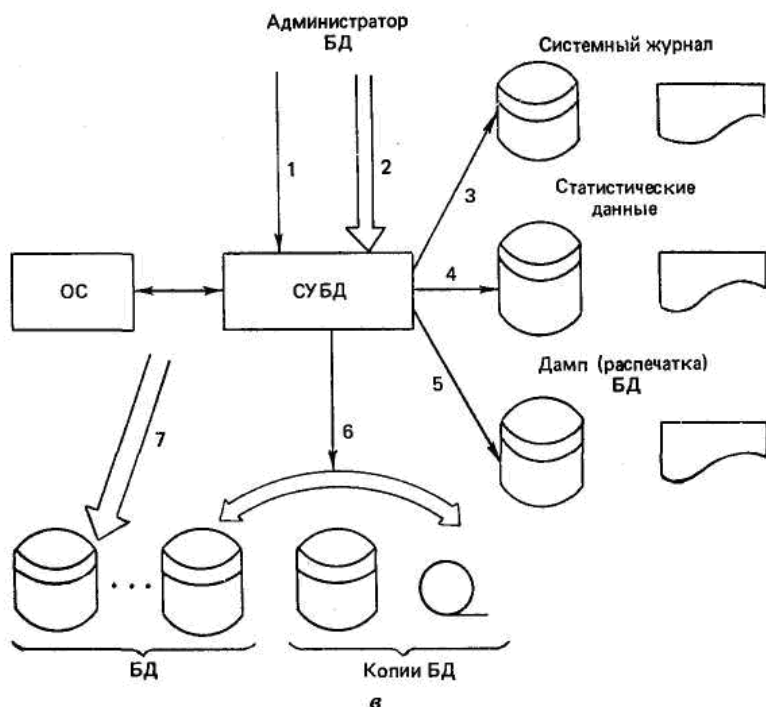 Администратор
БД
Системный журнал
1
2
3
Статистические
данные
ОС
СУБД
4
5
Дамп (распечатка)
БД
7
6
БД
Копии БД
в